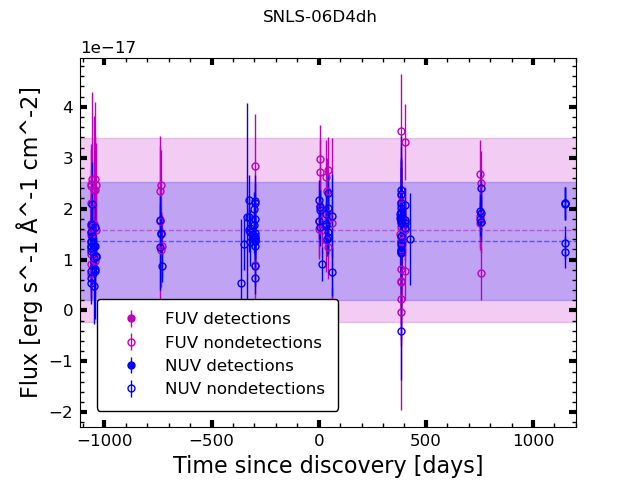 SNLS-06D4dh
1e−17
Flux [erg s^-1 Å^-1 cm^-2]
4
3
2
1
0
−1
−2
FUV detections
FUV nondetections
NUV detections
NUV nondetections
−1000 −500 0 500 1000
Time since discovery [days]